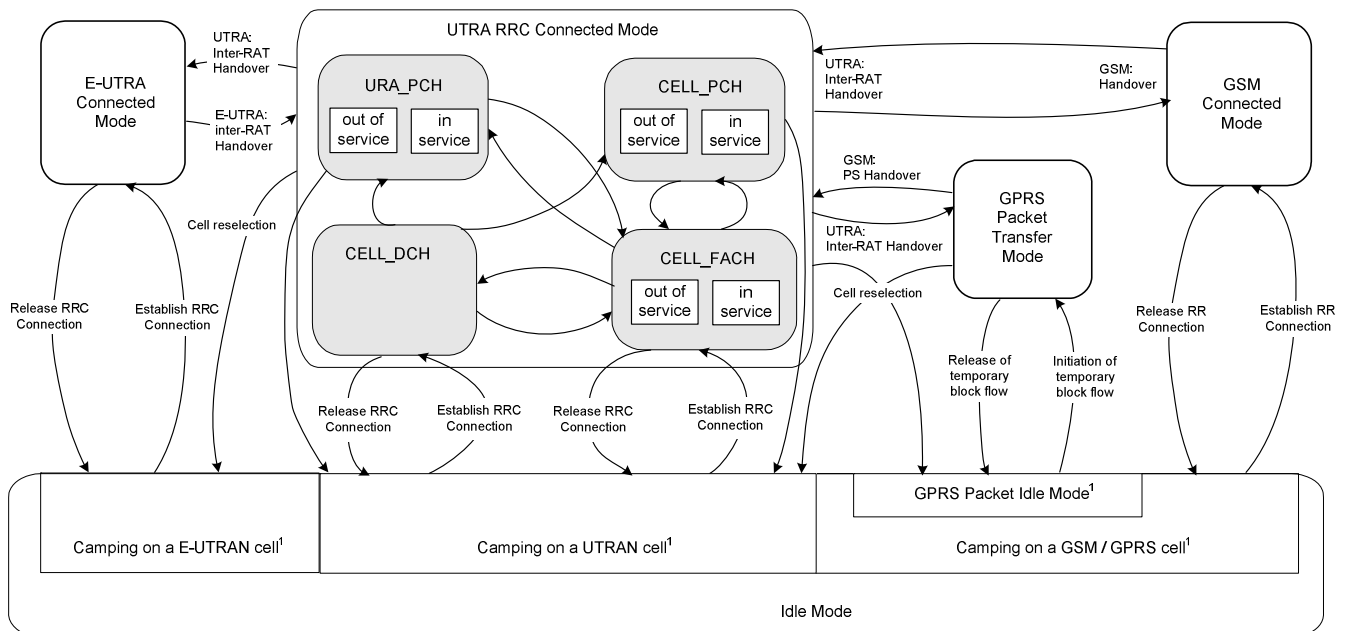 UTRA RRC Connected Mode
E-UTRA
Connected
Mode
UTRA:
Inter-RAT
Handover
E-UTRA:
inter-RAT
Handover
URA_PCH
out of
service
in
service
CELL_PCH
out of
service
in
service
CELL_DCH
CELL_FACH
out of
service
in
service
UTRA:
Inter-RAT
Handover
GSM:
Handover
GSM
Connected
Mode
GSM:
PS Handover
GPRS
Packet
Transfer
Mode
UTRA:
Inter-RAT Handover
Cell reselection
Cell reselection
Release RRC
Connection
Establish RRC
Connection
Release RRC
Connection
Establish RRC
Connection
Release RRC
Connection
Establish RRC
Connection
Release of
temporary
block flow
Initiation of
temporary
block flow
Release RR
Connection
Establish RR
Connection
GPRS Packet Idle Mode¹
Camping on a E-UTRAN cell¹
Camping on a UTRAN cell¹
Camping on a GSM / GPRS cell¹
Idle Mode